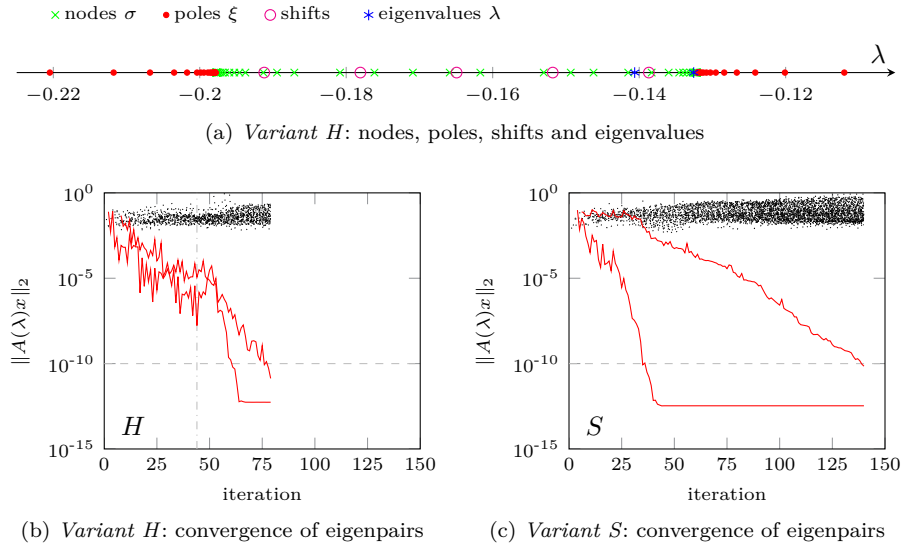 nodes σ poles ξ shifts eigenvalues λ
λ
−0.22 −0.2 −0.18 −0.16 −0.14 −0.12
(a) Variant H: nodes, poles, shifts and eigenvalues
10^0
10^−5
10^−10
10^−15
‖A(λ)x‖_2
H
0 25 50 75 100 125 150
iteration
(b) Variant H: convergence of eigenpairs
10^0
10^−5
10^−10
10^−15
‖A(λ)x‖_2
S
0 25 50 75 100 125 150
iteration
(c) Variant S: convergence of eigenpairs